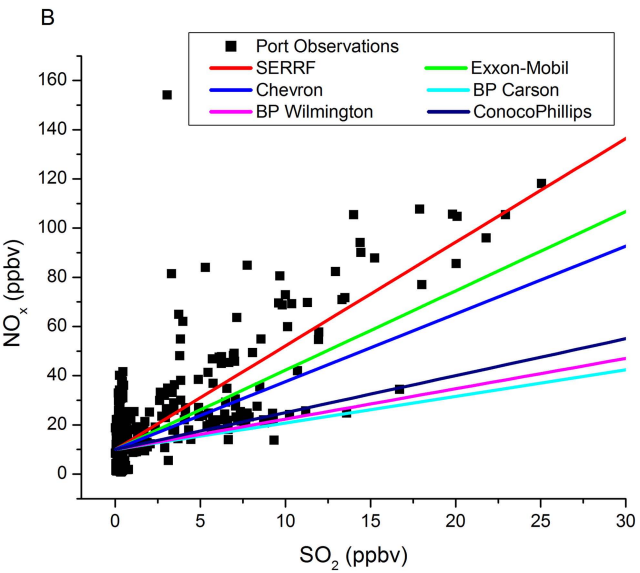 B
Port Observations
SERRF
Exxon-Mobil
Chevron
BP Carson
BP Wilmington
ConocoPhillips
160
140
120
100
80
60
40
20
0
NOx (ppbv)
0 5 10 15 20 25 30
SO2 (ppbv)